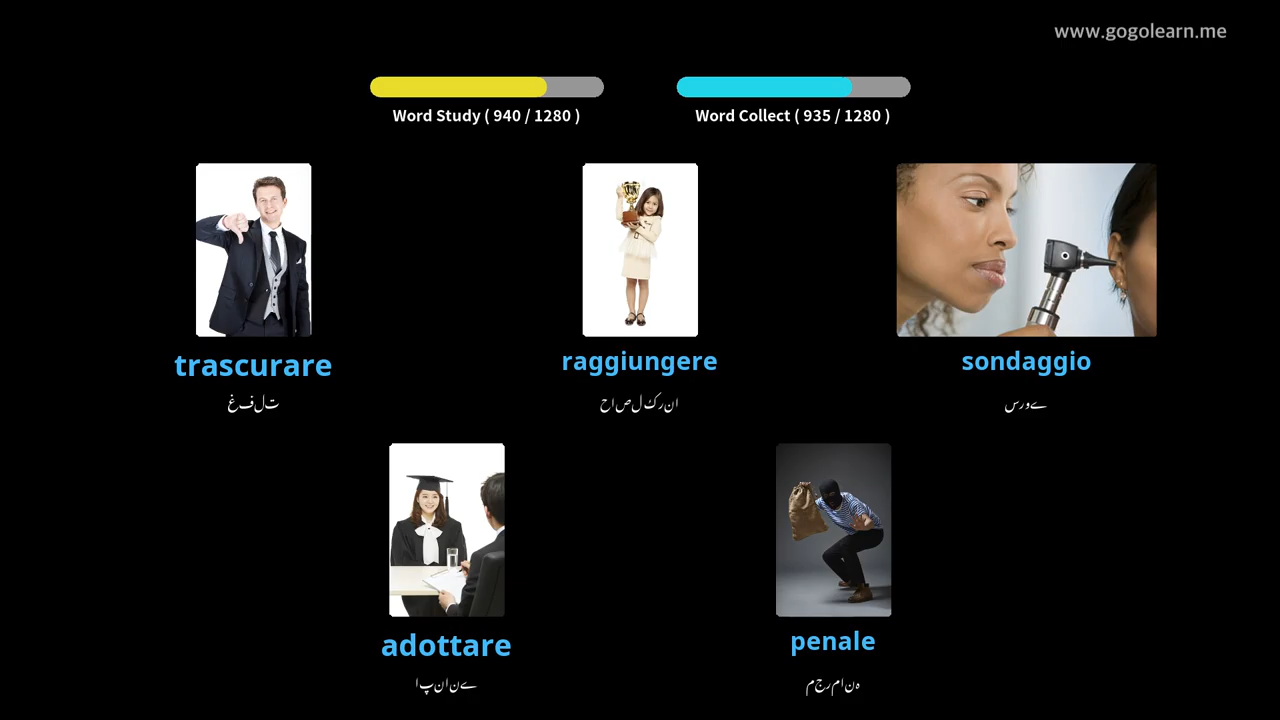 www.gogolearn.me
Word Study ( 940 / 1280 )
Word Collect ( 935 / 1280 )
trascurare
غفلت
raggiungere
حاصل کرنا
sondaggio
سروے
adottare
اپنانے
penale
مجرمانہ